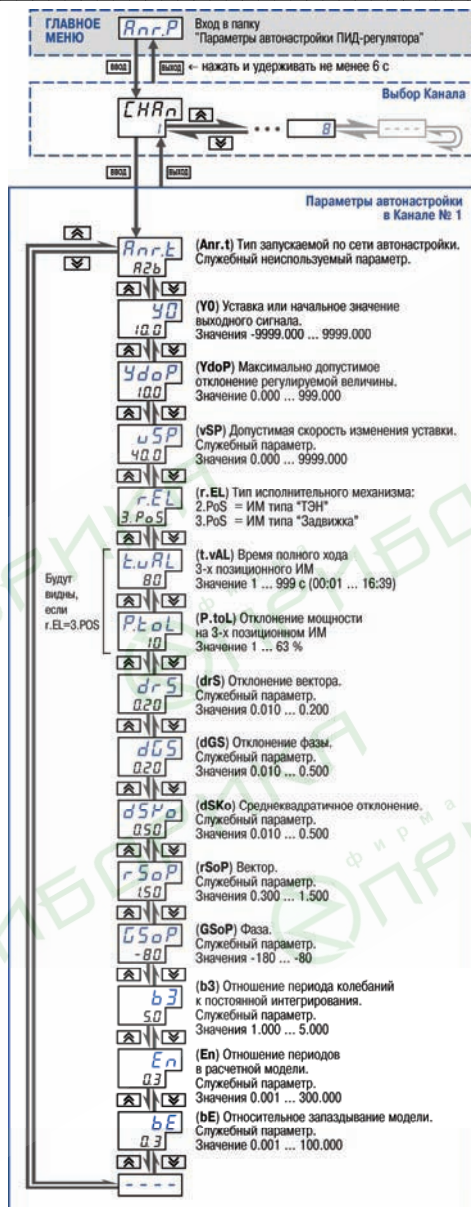 ГЛАВНОЕ
МЕНЮ
Anr.P
Вход в папку
"Параметры автонастройки ПИД-регулятора"
ВВОД
ВЫХОД
← нажать и удерживать не менее 6 с
Выбор Канала
CHAn
1
• • •
8
- - - -
ВВОД
ВЫХОД
Параметры автонастройки
в Канале № 1
Anr.t
A2b
(Anr.t) Тип запускаемой по сети автонастройки.
Служебный неиспользуемый параметр.
Y0
10.0
(Y0) Уставка или начальное значение
выходного сигнала.
Значения -9999.000 ... 9999.000
YdoP
10.0
(YdoP) Максимально допустимое
отклонение регулируемой величины.
Значение 0.000 ... 999.000
vSP
40.0
(vSP) Допустимая скорость изменения уставки.
Служебный параметр.
Значения 0.000 ... 9999.000
r.EL
3.PoS
(r.EL) Тип исполнительного механизма:
2.PoS = ИМ типа "ТЭН"
3.PoS = ИМ типа "Задвижка"
Будут
видны,
если
r.EL=3.POS
t.vAL
80
(t.vAL) Время полного хода
3-х позиционного ИМ
Значение 1 ... 999 с (00:01 ... 16:39)
P.toL
10
(P.toL) Отклонение мощности
на 3-х позиционном ИМ
Значение 1 ... 63 %
drS
0.20
(drS) Отклонение вектора.
Служебный параметр.
Значения 0.010 ... 0.200
dGS
0.20
(dGS) Отклонение фазы.
Служебный параметр.
Значения 0.010 ... 0.500
dSKo
0.50
(dSKo) Среднеквадратичное отклонение.
Служебный параметр.
Значения 0.010 ... 0.500
rSoP
1.50
(rSoP) Вектор.
Служебный параметр.
Значения 0.300 ... 1.500
GSoP
-80
(GSoP) Фаза.
Служебный параметр.
Значения -180 ... -80
b3
5.0
(b3) Отношение периода колебаний
к постоянной интегрирования.
Служебный параметр.
Значения 1.000 ... 5.000
En
0.3
(En) Отношение периодов
в расчетной модели.
Служебный параметр.
Значения 0.001 ... 300.000
bE
0.3
(bE) Относительное запаздывание модели.
Служебный параметр.
Значение 0.001 ... 100.000
- - - -
фирма
ПРИБОРИКА